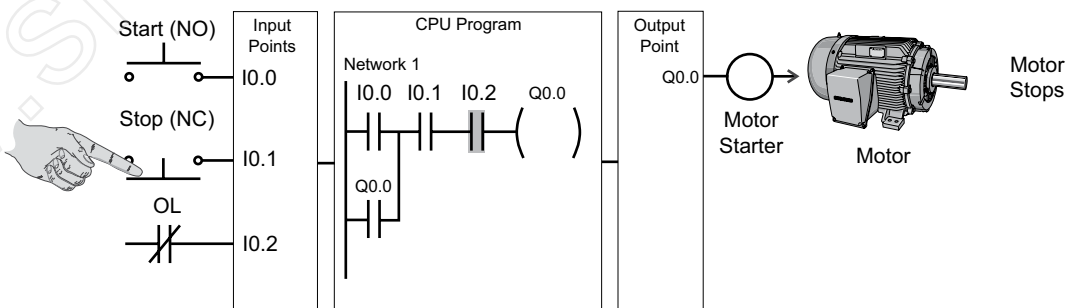 Start (NO)
Input
Points
I0.0
Stop (NC)
I0.1
OL
I0.2
CPU Program
Network 1
I0.0 I0.1 I0.2 Q0.0
Q0.0
Output
Point
Q0.0
Motor
Starter
Motor
Motor
Stops